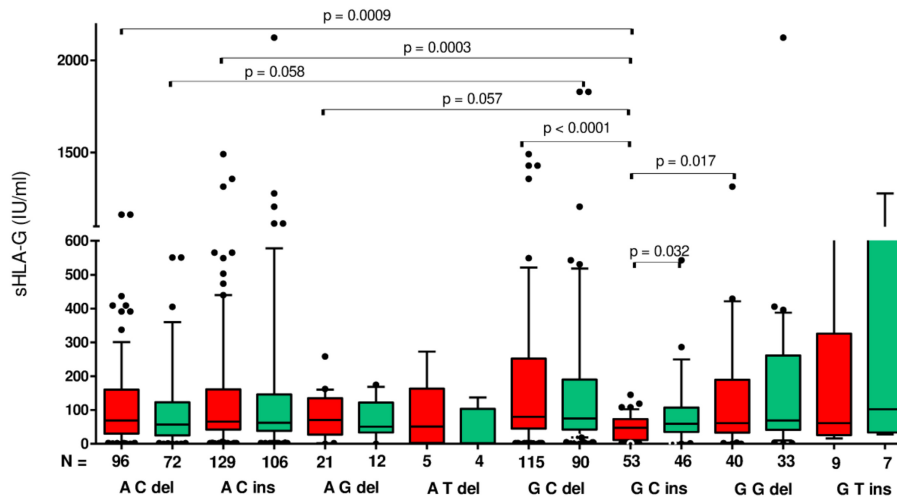 p = 0.0009
2000
p = 0.0003
p = 0.058
p = 0.057
p < 0.0001
1500
p = 0.017
sHLA-G (IU/ml)
600
p = 0.032
500
400
300
200
100
0
N = 96 72 129 106 21 12 5 4 115 90 53 46 40 33 9 7
A C del A C ins A G del A T del G C del G C ins G G del G T ins